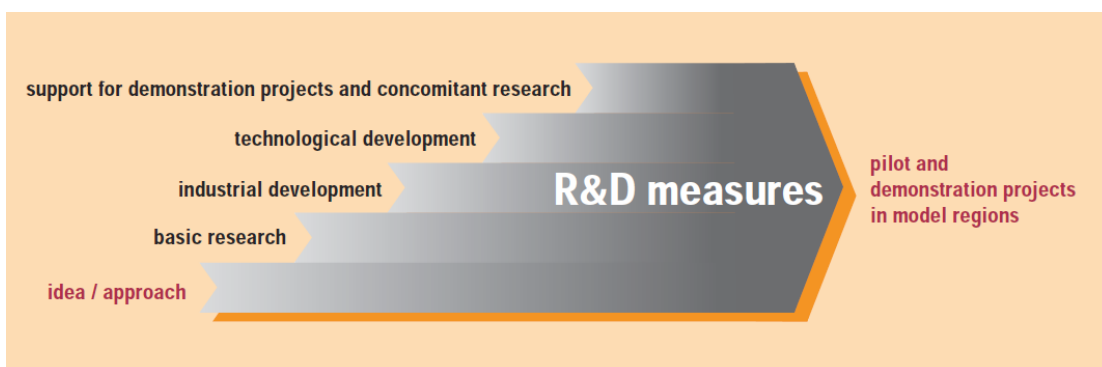 support for demonstration projects and concomitant research
technological development
industrial development
basic research
idea / approach
R&D measures
pilot and
demonstration projects
in model regions